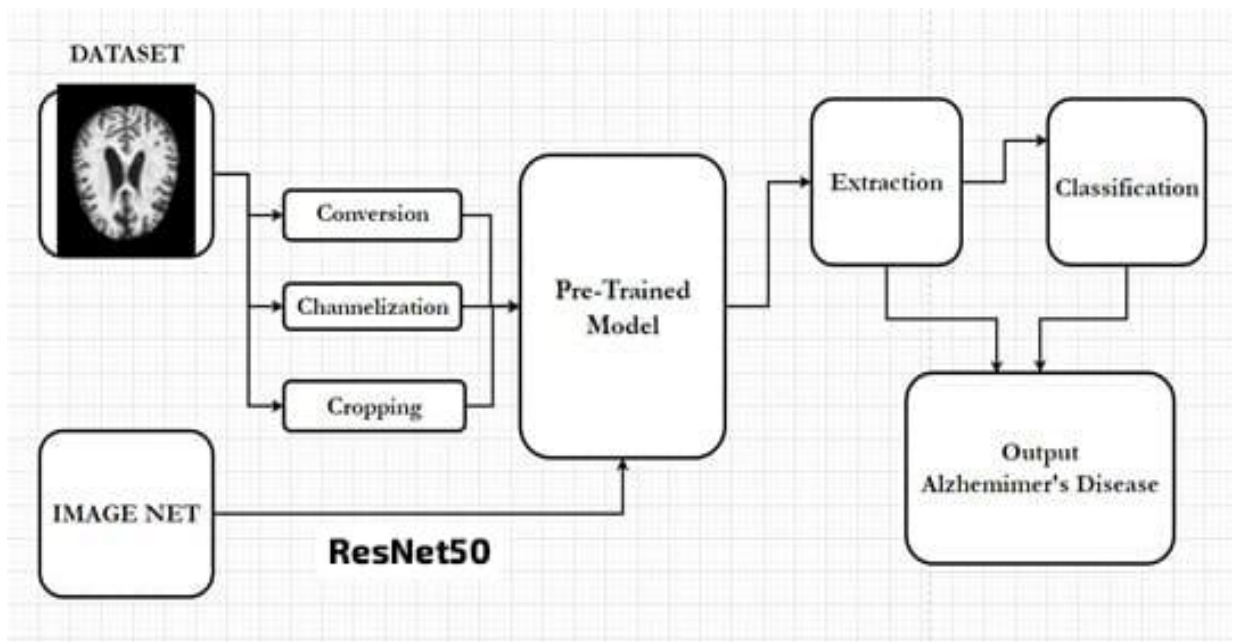 DATASET
Conversion
Channelization
Cropping
Pre-Trained
Model
Extraction
Classification
Output
Alzhemimer's Disease
IMAGE NET
ResNet50